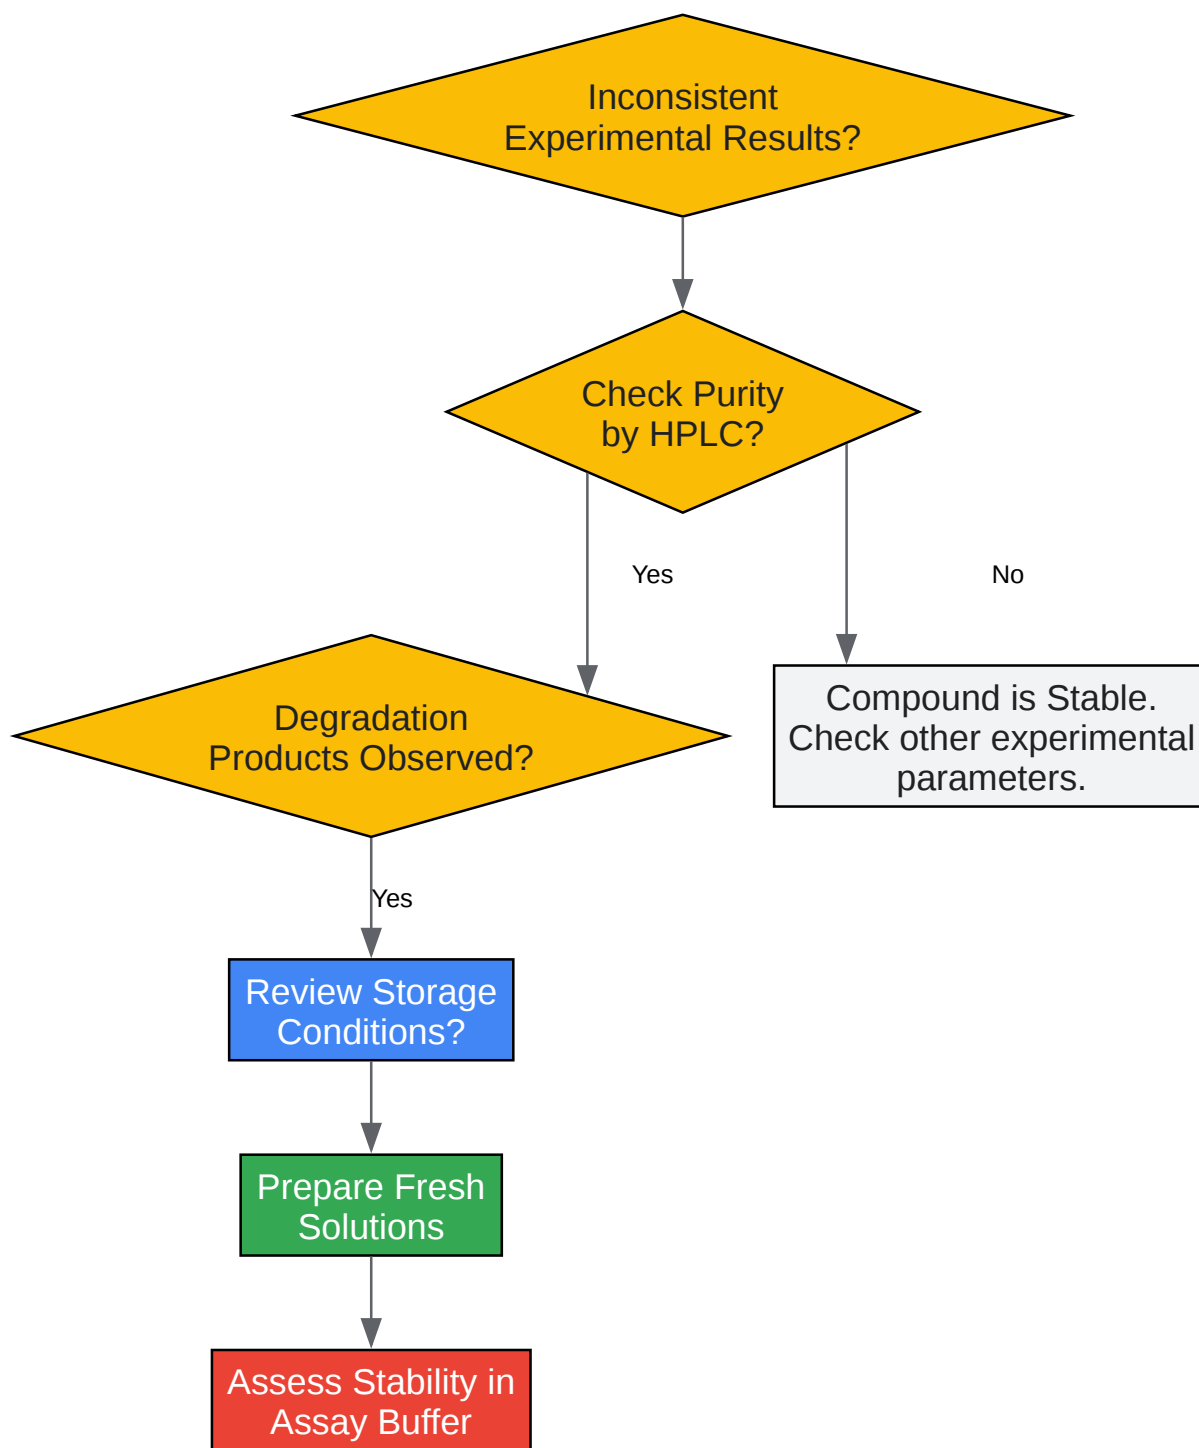 Inconsistent
Experimental Results?
Check Purity
by HPLC?
Yes
No
Degradation
Products Observed?
Compound is Stable.
Check other experimental
parameters.
Yes
Review Storage
Conditions?
Prepare Fresh
Solutions
Assess Stability in
Assay Buffer